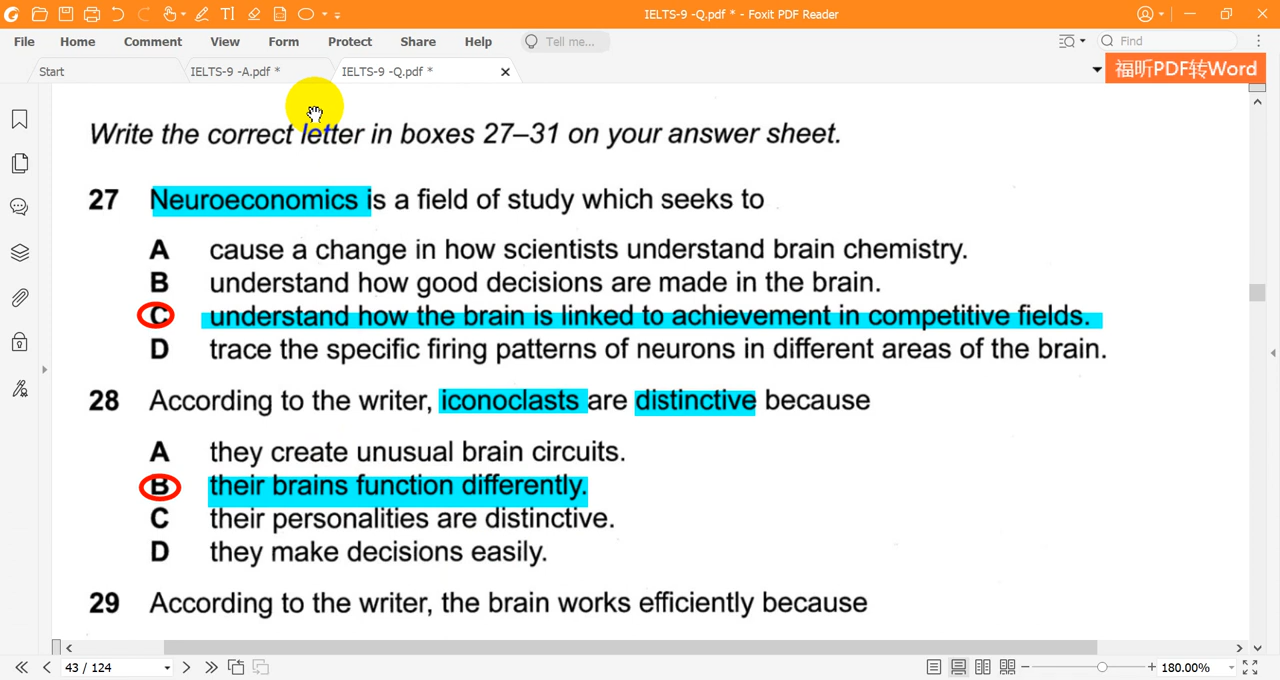 IELTS-9 -Q.pdf * - Foxit PDF Reader
File Home Comment View Form Protect Share Help Tell me... Find
Start IELTS-9 -A.pdf * IELTS-9 -Q.pdf * 福昕PDF转Word
Write the correct letter in boxes 27–31 on your answer sheet.
27 Neuroeconomics is a field of study which seeks to
A cause a change in how scientists understand brain chemistry.
B understand how good decisions are made in the brain.
C understand how the brain is linked to achievement in competitive fields.
D trace the specific firing patterns of neurons in different areas of the brain.
28 According to the writer, iconoclasts are distinctive because
A they create unusual brain circuits.
B their brains function differently.
C their personalities are distinctive.
D they make decisions easily.
29 According to the writer, the brain works efficiently because
43 / 124 180.00%